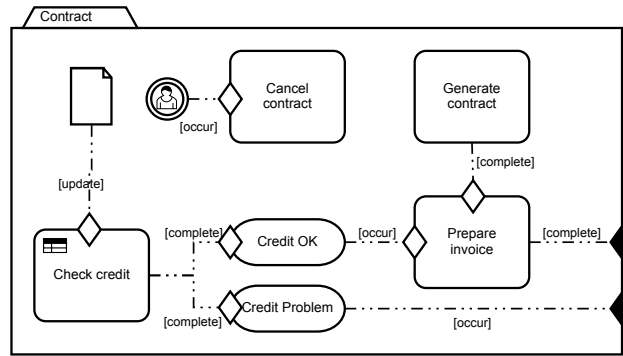 Contract
Cancel
contract
Generate
contract
[occur]
[complete]
[update]
[complete]
Credit OK
[occur]
Prepare
invoice
[complete]
Check credit
Credit Problem
[complete]
[occur]